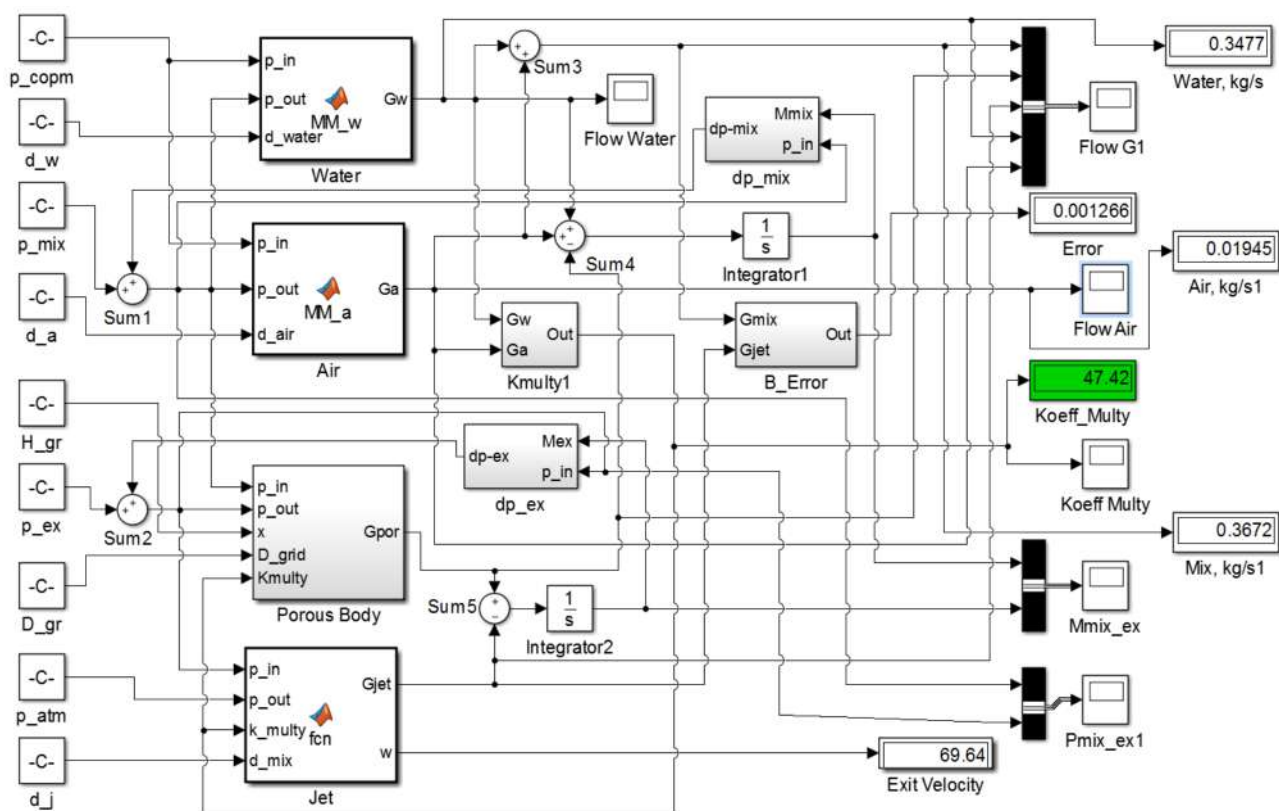 -C-
p_copm
-C-
d_w
-C-
p_mix
-C-
d_a
-C-
H_gr
-C-
p_ex
-C-
D_gr
-C-
p_atm
-C-
d_j
+
+
Sum1
+
+
Sum2
p_in
p_out
d_water
MM_w
Gw
Water
p_in
p_out
d_air
MM_a
Ga
Air
p_in
p_out
x
D_grid
Kmulty
Gpor
Porous Body
p_in
p_out
k_multy
d_mix
fcn
Gjet
w
Jet
+
+
Sum3
Flow Water
dp-mix
Mmix
p_in
dp_mix
+
+
−
Sum4
1
s
Integrator1
Gw
Ga
Out
Kmulty1
Gmix
Gjet
Out
B_Error
dp-ex
Mex
p_in
dp_ex
+
−
Sum5
1
s
Integrator2
Flow G1
0.3477
Water, kg/s
0.001266
Error
0.01945
Air, kg/s1
Flow Air
47.42
Koeff_Multy
Koeff Multy
0.3672
Mix, kg/s1
Mmix_ex
Pmix_ex1
69.64
Exit Velocity